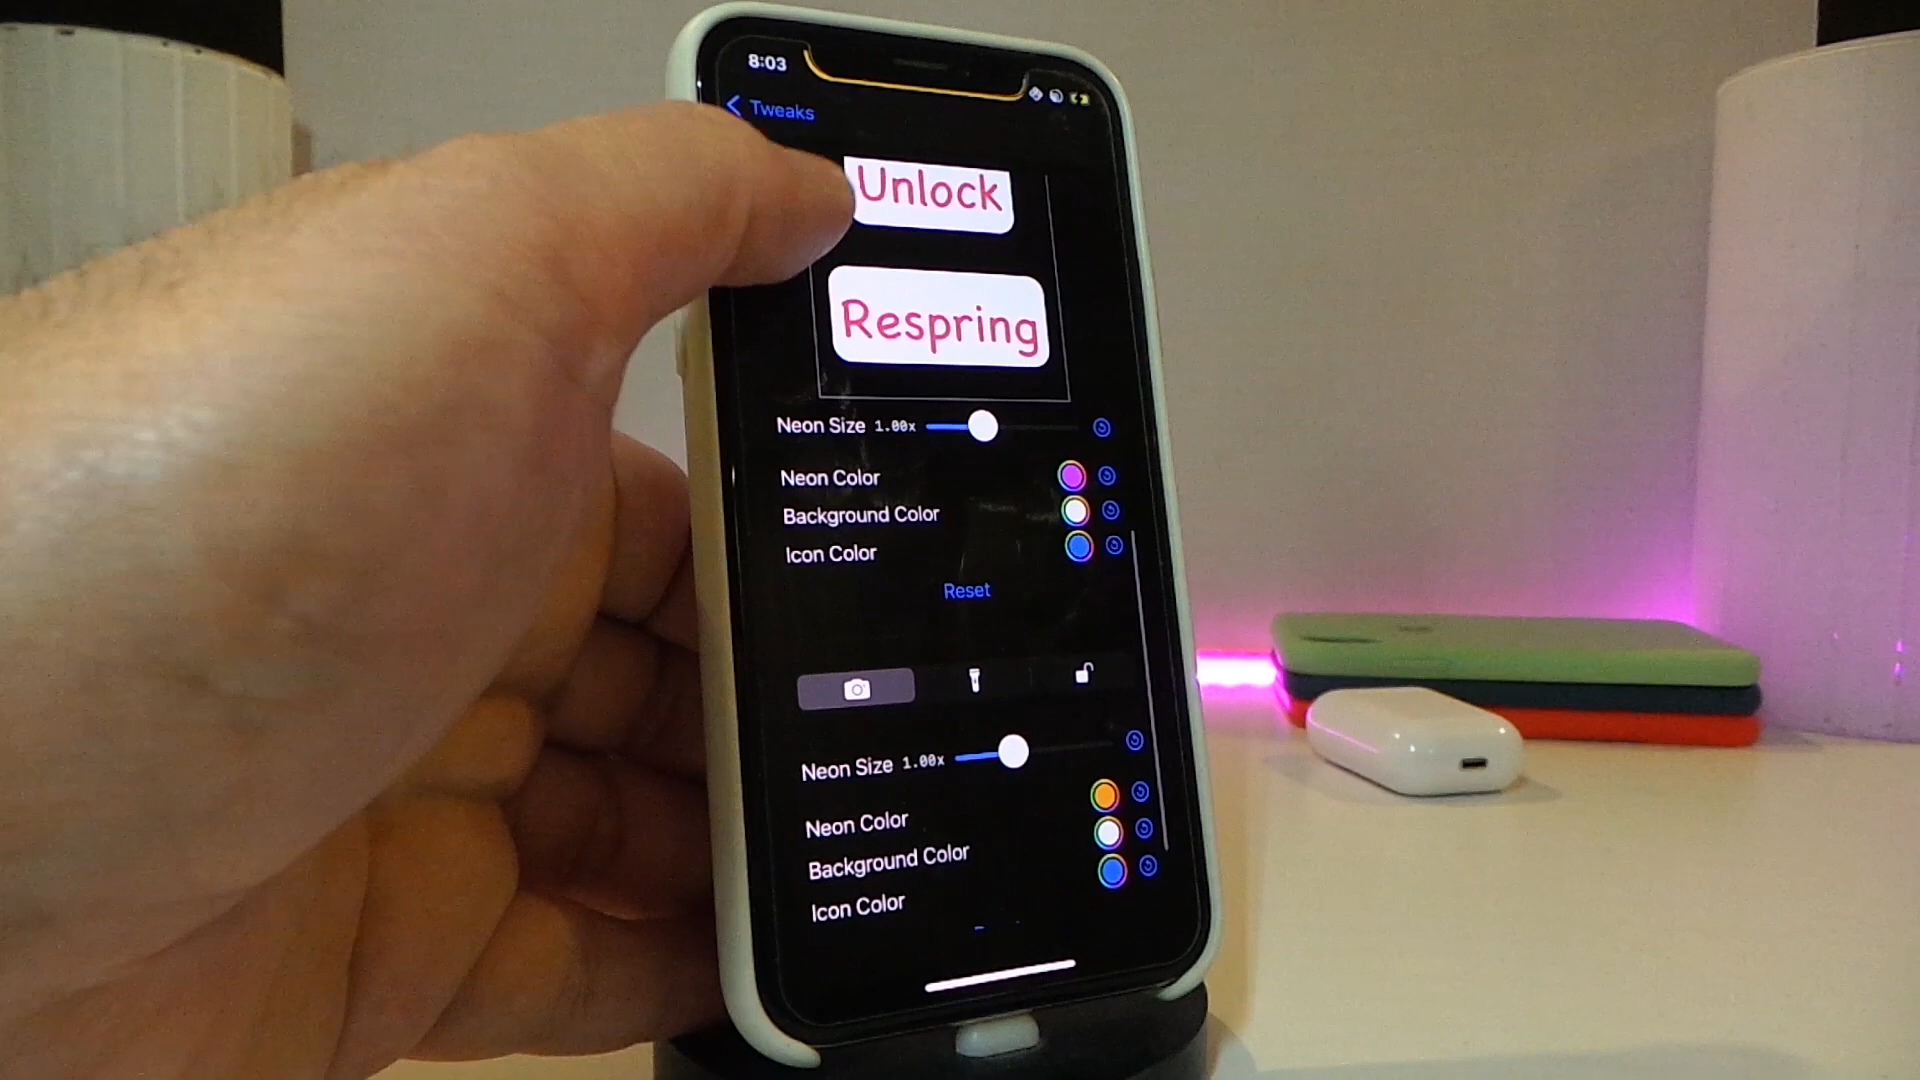 8:03
Tweaks
Unlock
Respring
Neon Size 1.00x
Neon Color
Background Color
Icon Color
Reset
Neon Size 1.00x
Neon Color
Background Color
Icon Color